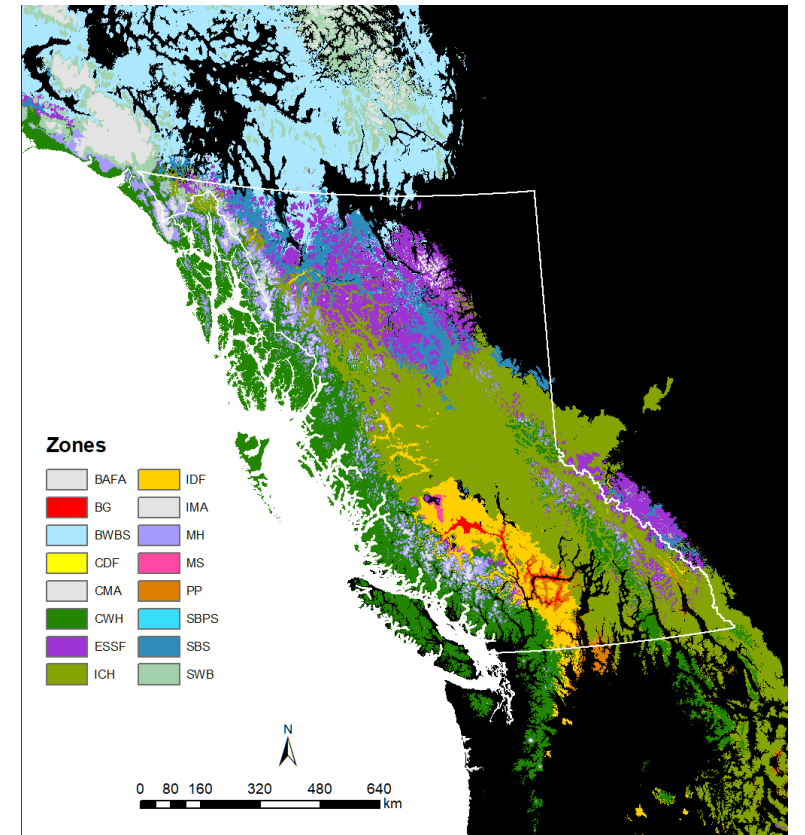 Zones
BAFA IDF
BG IMA
BWBS MH
CDF MS
CMA PP
CWH SBPS
ESSF SBS
ICH SWB
N
0 80 160 320 480 640
km